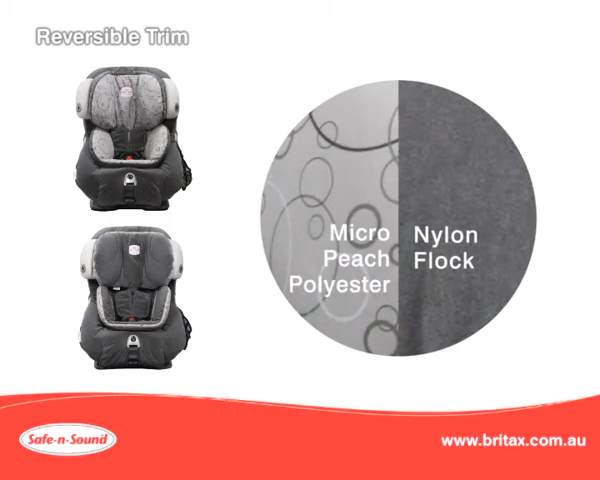 Reversible Trim
Micro
Peach
Polyester
Nylon
Flock
Safe-n-Sound
www.britax.com.au